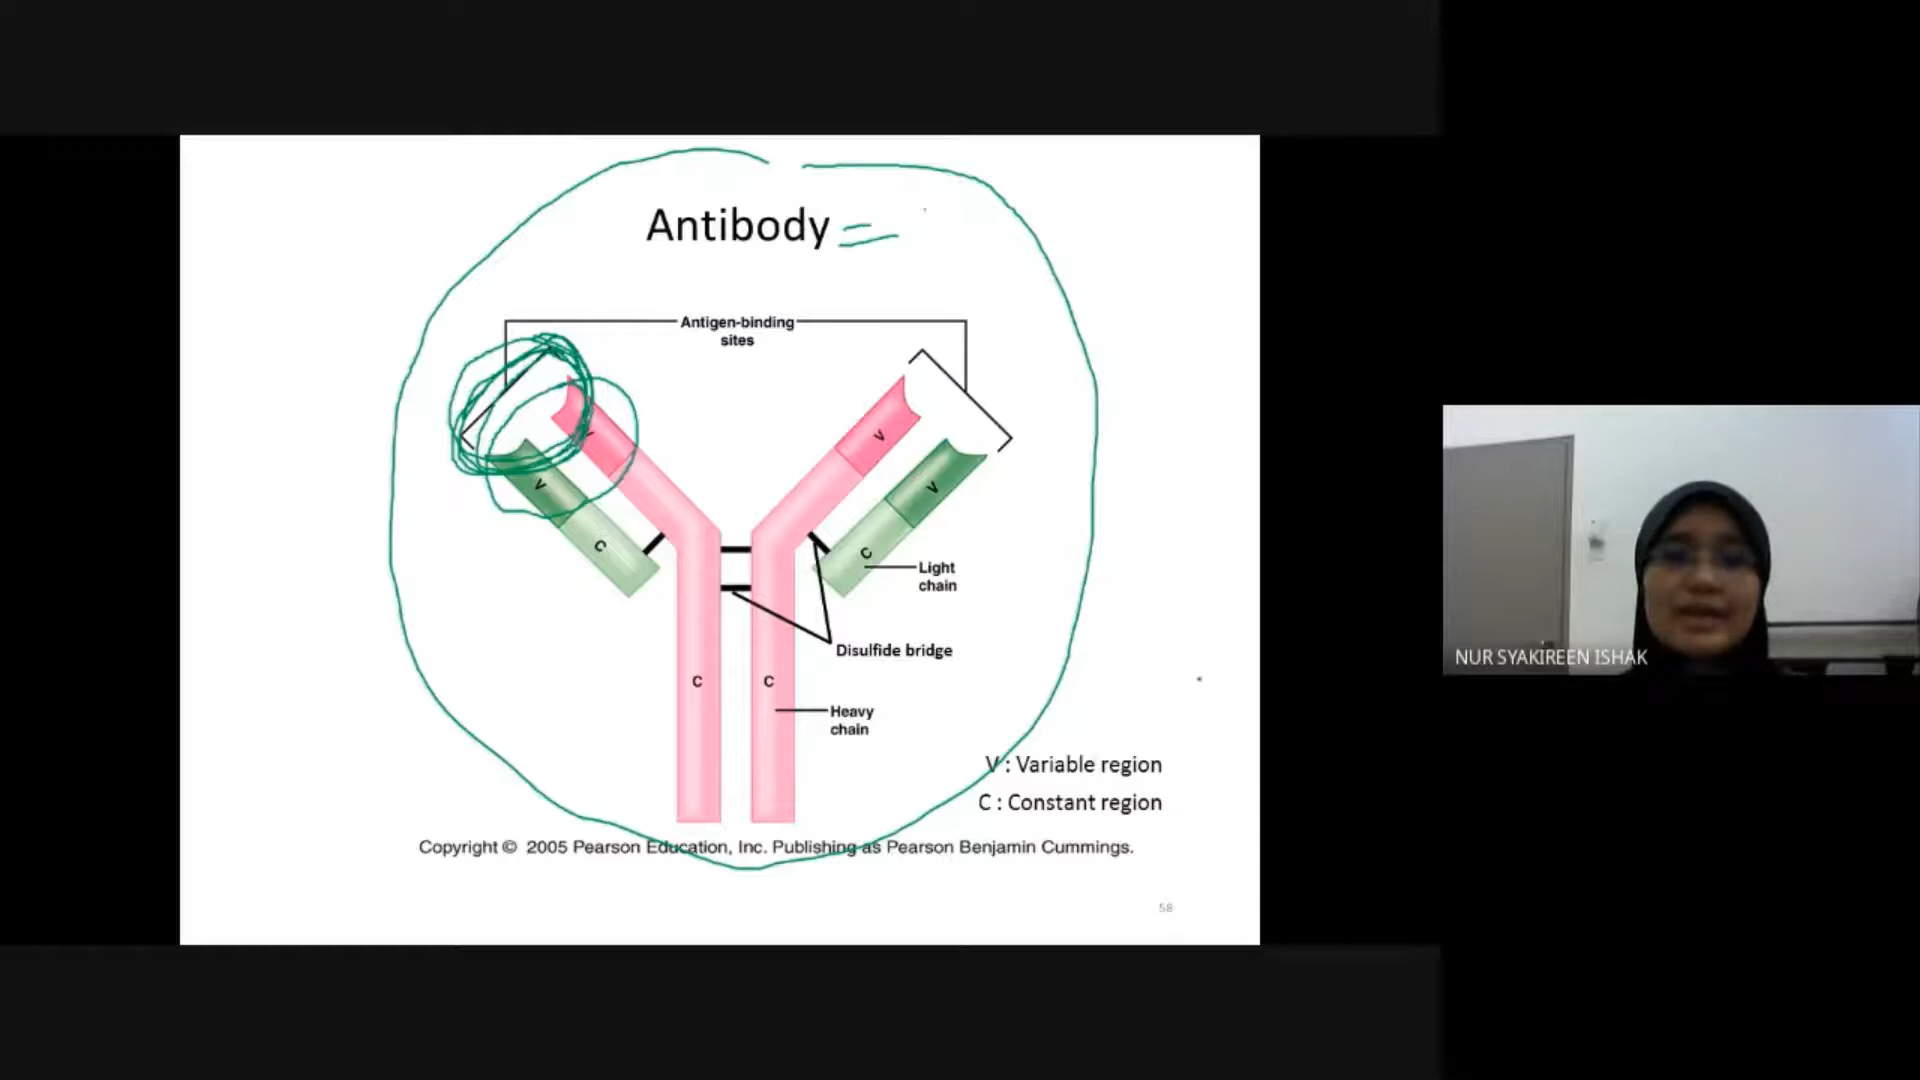 Antibody
Antigen-binding
sites
V
V
V
V
C
C
Light
chain
Disulfide bridge
C
C
Heavy
chain
V : Variable region
C : Constant region
Copyright © 2005 Pearson Education, Inc. Publishing as Pearson Benjamin Cummings.
58
NUR SYAKIREEN ISHAK